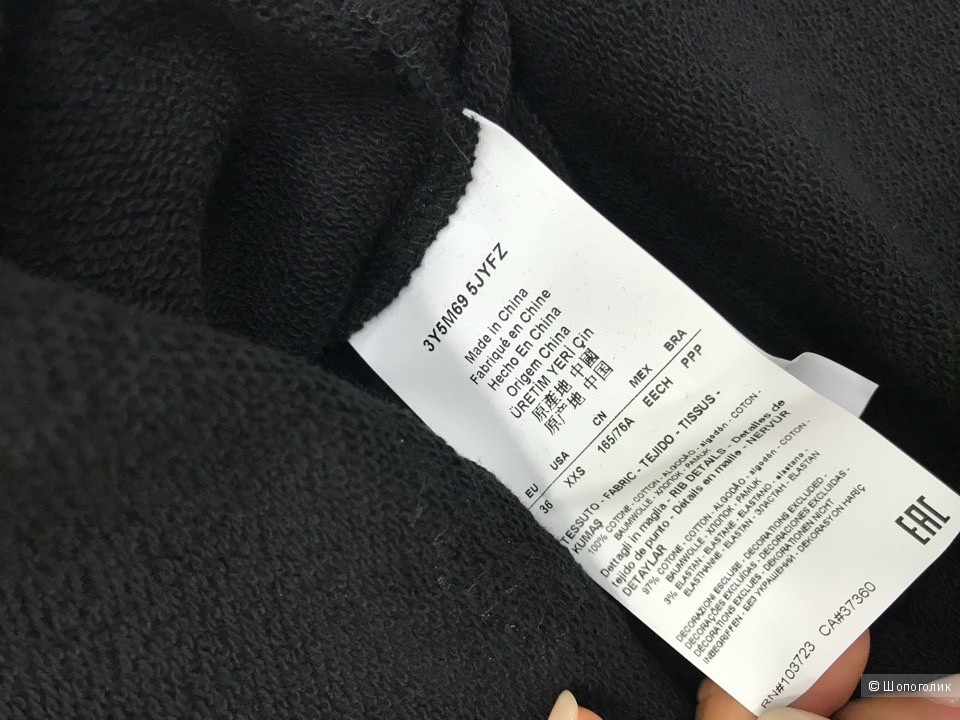 3Y5M69 5JYFZ
Made in China
Fabriqué en Chine
Hecho En China
Origem China
ÜRETIM YERI Çin
原產地 中國
原产地 中国
EU USA CN MEX BRA
36 XXS 165/76A EECH PPP
TESSUTO - FABRIC - TEJIDO - TISSUS -
KUMAŞ
100% COTONE - COTTON - ALGODÃO - algodón - COTON -
BAUMWOLLE - ХЛОПОК - PAMUK
Dettagli in maglia - RIB DETAILS - Detalles de
tejido de punto - Détails en maille - NERVÜR
DETAYLAR
97% COTONE - COTTON - ALGODÃO - algodón - COTON -
BAUMWOLLE - ХЛОПОК - PAMUK
3% ELASTAN - ELASTANE - ELASTANO - elastano -
ELASTHANNE - ELASTAN - ЭЛАСТАН - ELASTAN
DECORAZIONI ESCLUSE - DECORATIONS EXCLUDED -
DECORAÇÕES EXCLUÍDAS - DECORACIONES EXCLUIDAS -
DÉCORATIONS EXCLUES - DEKORATIONEN NICHT
INBEGRIFFEN - БЕЗ УКРАШЕНИЙ - DEKORASYON HARİÇ
EAC
RN#103723 CA#37360
© Шопоголик